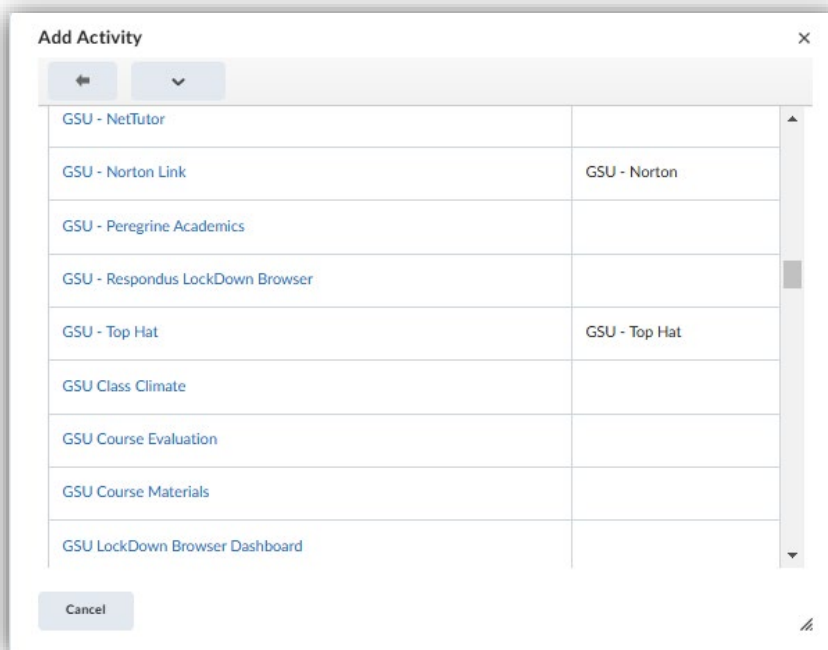 Add Activity
GSU - NetTutor
GSU - Norton Link GSU - Norton
GSU - Peregrine Academics
GSU - Respondus LockDown Browser
GSU - Top Hat GSU - Top Hat
GSU Class Climate
GSU Course Evaluation
GSU Course Materials
GSU LockDown Browser Dashboard
Cancel